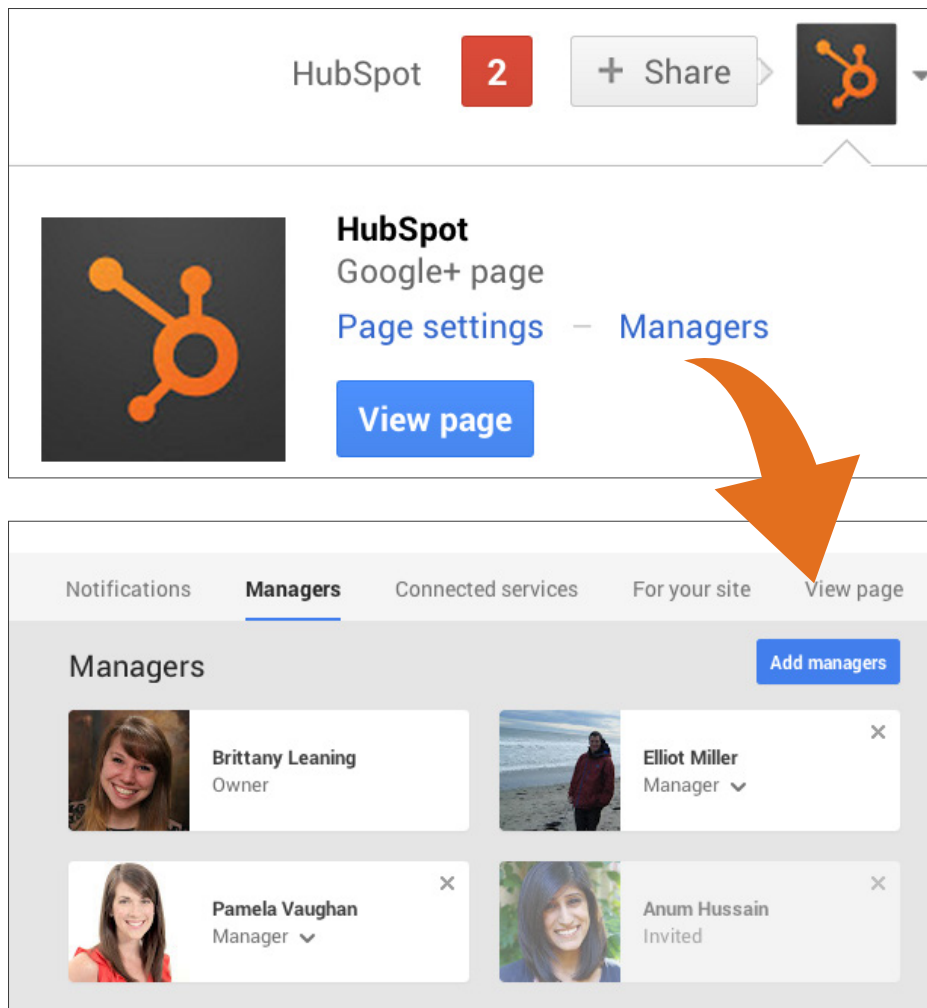 HubSpot 2 + Share
HubSpot
Google+ page
Page settings – Managers
View page
Notifications Managers Connected services For your site View page
Managers Add managers
Brittany Leaning
Owner
Elliot Miller
Manager
Pamela Vaughan
Manager
Anum Hussain
Invited